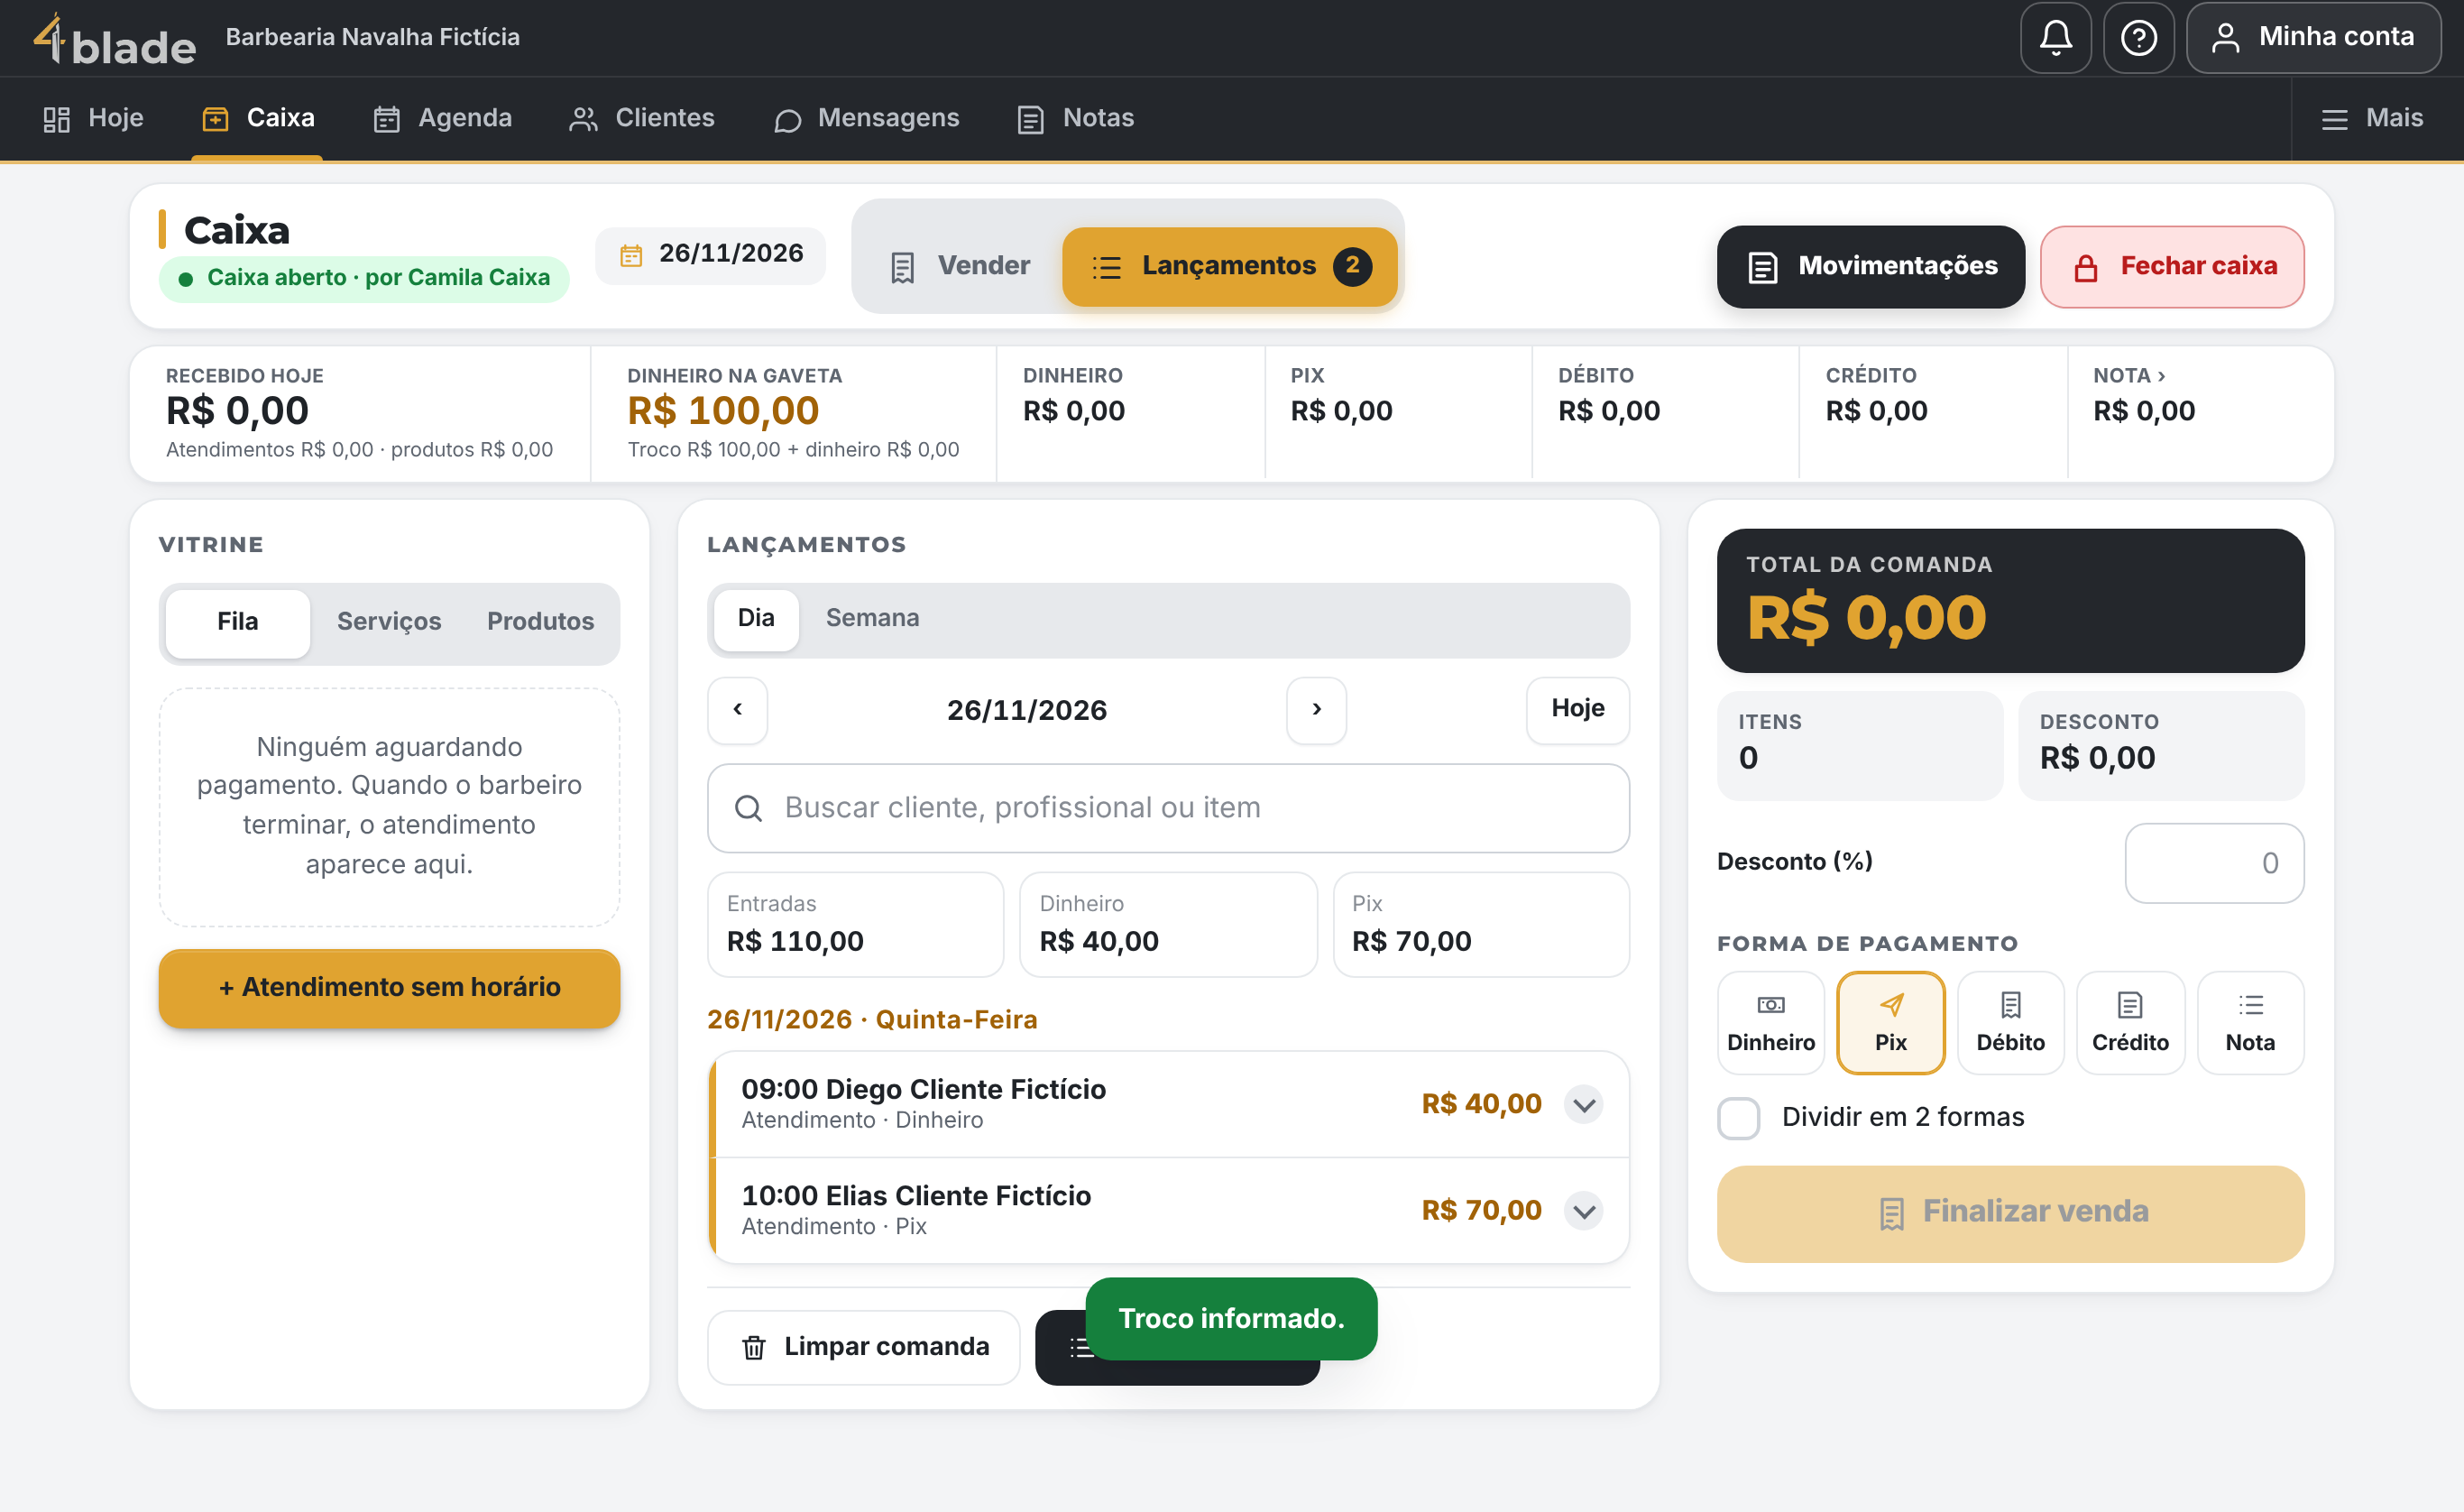 4blade
Barbearia Navalha Fictícia
Minha conta
Hoje
Caixa
Agenda
Clientes
Mensagens
Notas
Mais
Caixa
Caixa aberto · por Camila Caixa
26/11/2026
Vender
Lançamentos 2
Movimentações
Fechar caixa
RECEBIDO HOJE
R$ 0,00
Atendimentos R$ 0,00 · produtos R$ 0,00
DINHEIRO NA GAVETA
R$ 100,00
Troco R$ 100,00 + dinheiro R$ 0,00
DINHEIRO
R$ 0,00
PIX
R$ 0,00
DÉBITO
R$ 0,00
CRÉDITO
R$ 0,00
NOTA ›
R$ 0,00
VITRINE
Fila
Serviços
Produtos
Ninguém aguardando
pagamento. Quando o barbeiro
terminar, o atendimento
aparece aqui.
+ Atendimento sem horário
LANÇAMENTOS
Dia
Semana
‹
26/11/2026
›
Hoje
Buscar cliente, profissional ou item
Entradas
R$ 110,00
Dinheiro
R$ 40,00
Pix
R$ 70,00
26/11/2026 · Quinta-Feira
09:00 Diego Cliente Fictício
Atendimento · Dinheiro
R$ 40,00
10:00 Elias Cliente Fictício
Atendimento · Pix
R$ 70,00
Limpar comanda
Troco informado.
TOTAL DA COMANDA
R$ 0,00
ITENS
0
DESCONTO
R$ 0,00
Desconto (%)
0
FORMA DE PAGAMENTO
Dinheiro
Pix
Débito
Crédito
Nota
Dividir em 2 formas
Finalizar venda